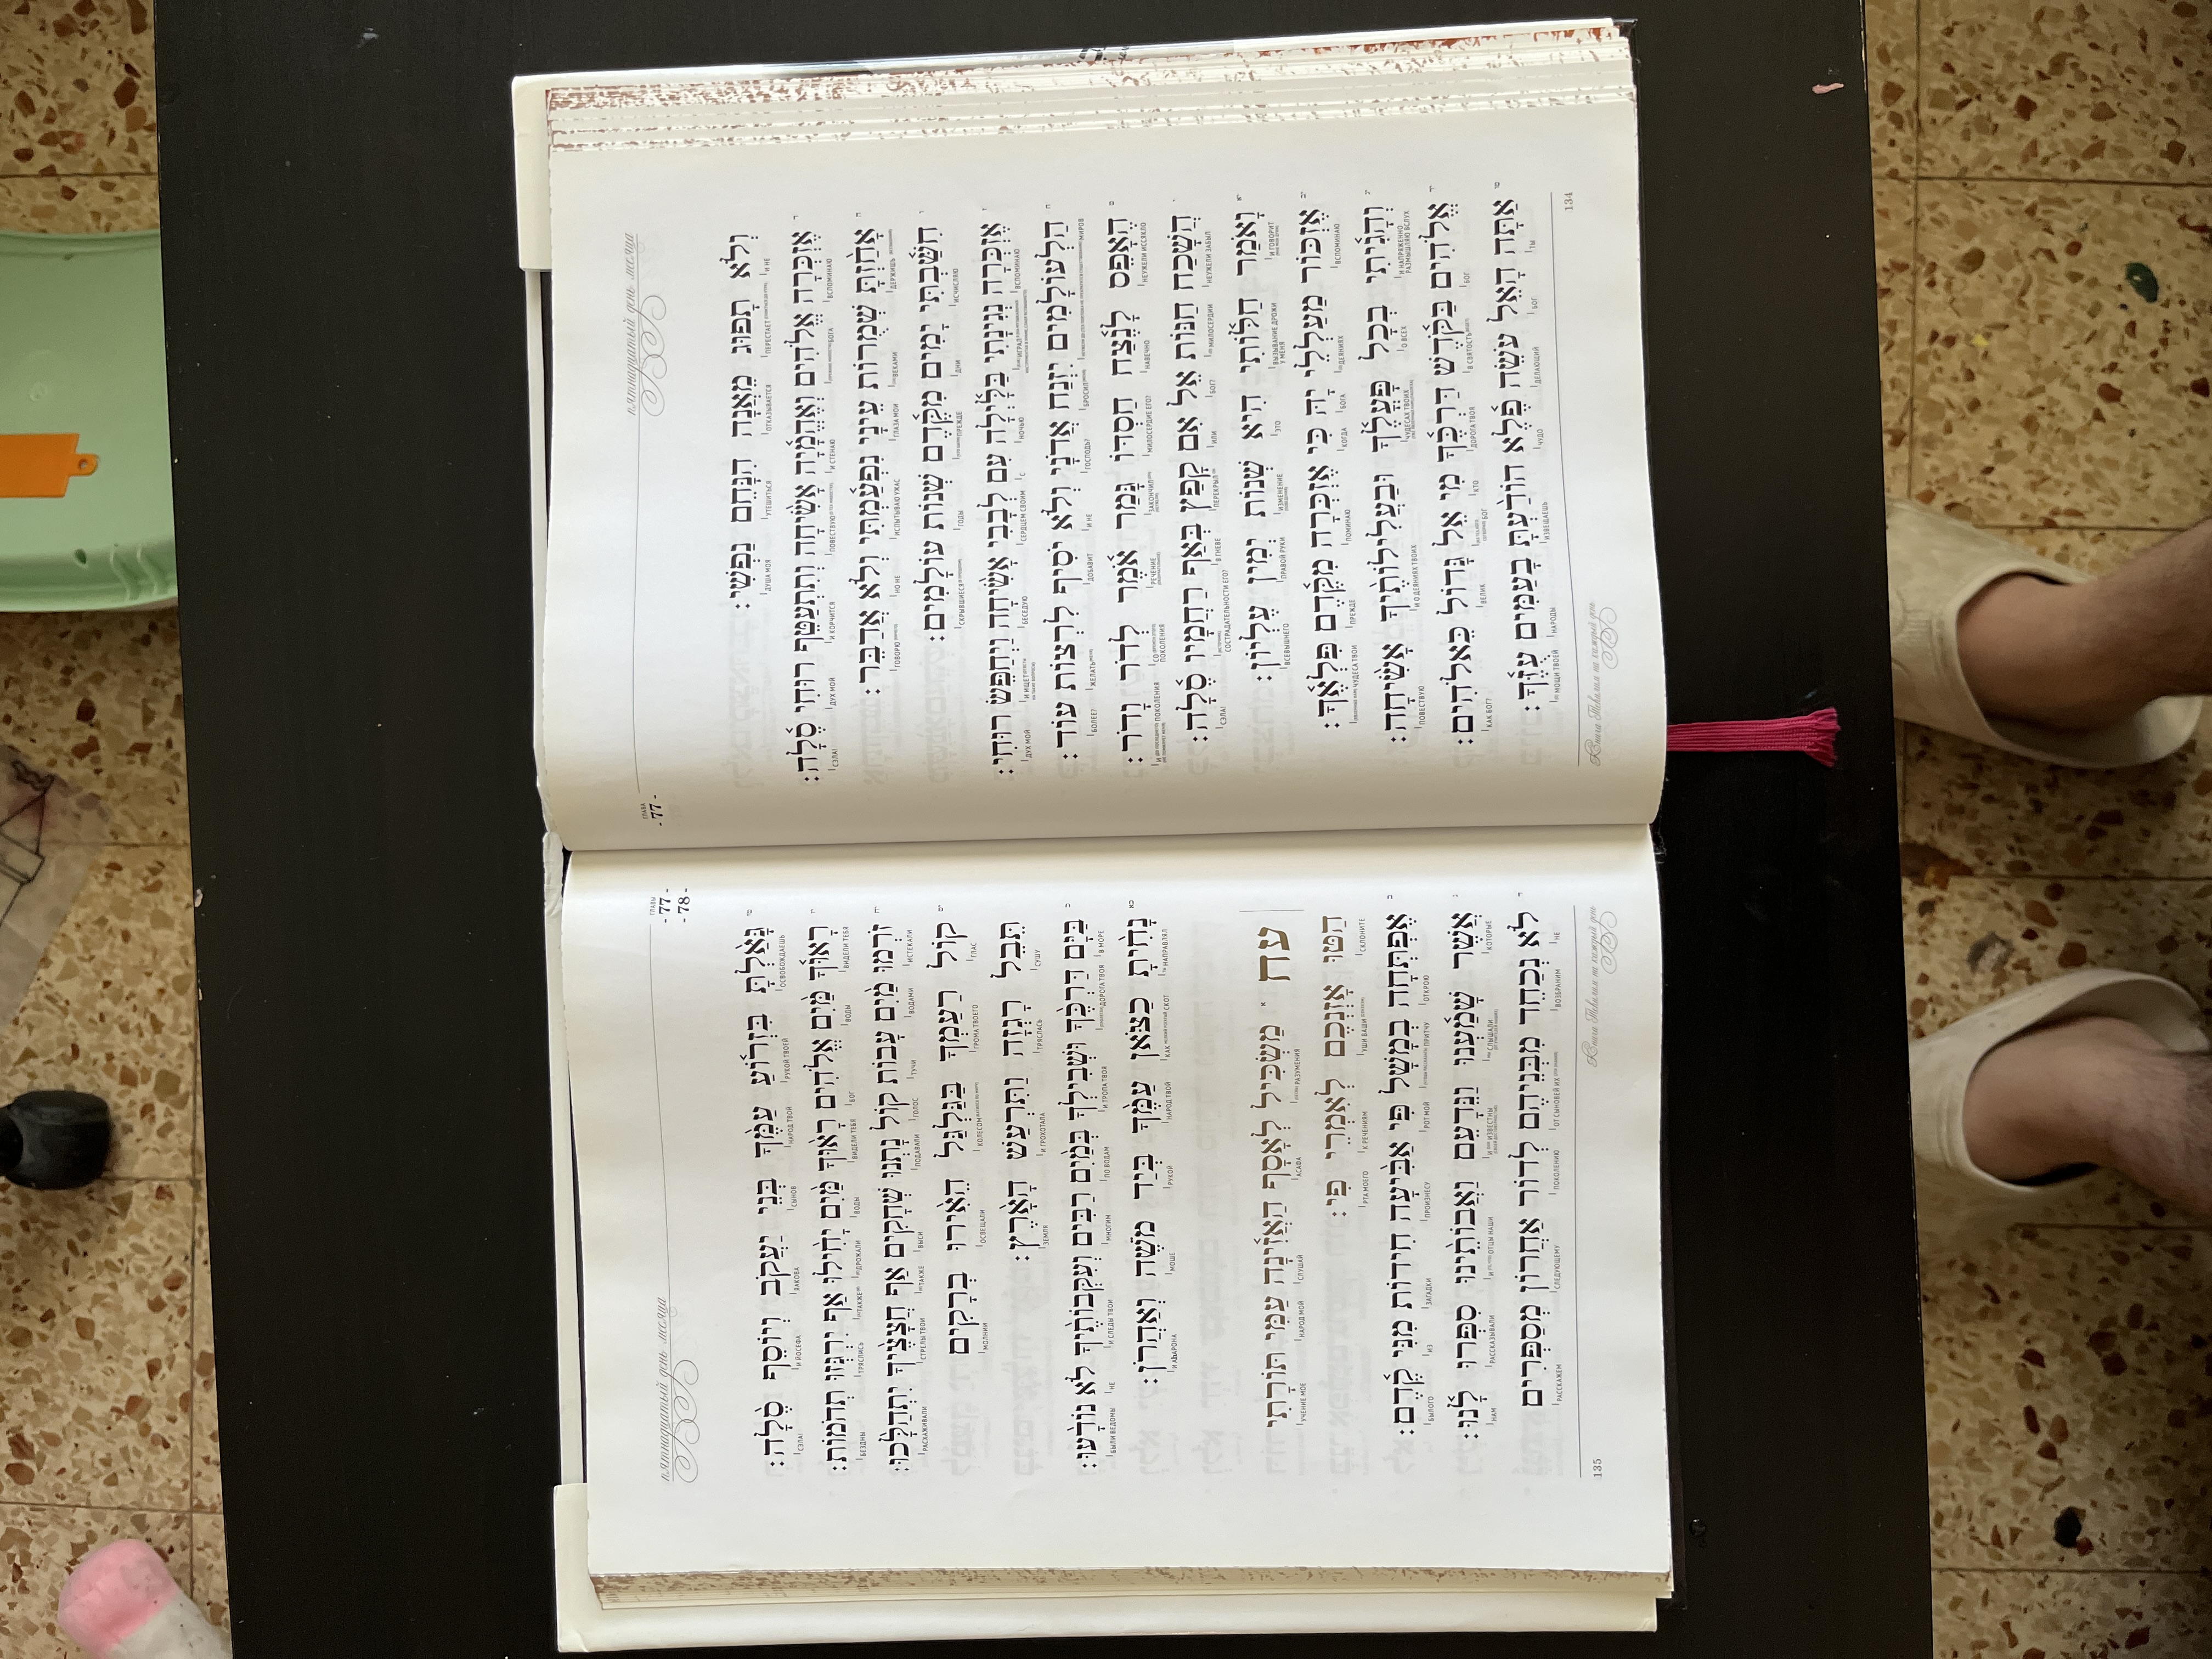 пятнадцатый день месяца
ГЛАВА
- 77 -
וְלֹא תָפוּג מֵאֲנָה הִנָּחֵם נַפְשִׁי:
И НЕ ПЕРЕСТАЕТ ОТКАЗЫВАЕТСЯ УТЕШИТЬСЯ ДУША МОЯ
אֶזְכְּרָה אֱלֹהִים וְאֶהֱמָיָה אָשִׂיחָה וְתִתְעַטֵּף רוּחִי סֶלָה:
ВСПОМИНАЮ БОГА И СТЕНАЮ ПОВЕСТВУЮ И КОРЧИТСЯ ДУХ МОЙ СЭЛА!
אָחַזְתָּ שְׁמֻרוֹת עֵינָי נִפְעַמְתִּי וְלֹא אֲדַבֵּר:
ДЕРЖИШЬ ВЕКАМИ ГЛАЗА МОИ ИСПЫТЫВАЮ УЖАС НО НЕ ГОВОРЮ
חִשַּׁבְתִּי יָמִים מִקֶּדֶם שְׁנוֹת עוֹלָמִים:
ИСЧИСЛЯЮ ДНИ ПРЕЖДЕ ГОДЫ СКРЫВШИЕСЯ
אֶזְכְּרָה נְגִינָתִי בַּלָּיְלָה עִם לְבָבִי אָשִׂיחָה וַיְחַפֵּשׂ רוּחִי:
ВСПОМИНАЮ ИГРАЛ НОЧЬЮ С СЕРДЦЕМ СВОИМ БЕСЕДУЮ И ИЩЕТ ДУХ МОЙ
הַלְעוֹלָמִים יִזְנַח אֲדֹנָי וְלֹא יֹסִיף לִרְצוֹת עוֹד:
МИРОВ БРОСИЛ ГОСПОДЬ? И НЕ ДОБАВИТ ЖЕЛАТЬ БОЛЕЕ?
הֶאָפֵס לָנֶצַח חַסְדּוֹ גָּמַר אֹמֶר לְדֹר וָדֹר:
НЕУЖЕЛИ ИССЯКЛО НАВЕЧНО МИЛОСЕРДИЕ ЕГО? ЗАКОНЧИЛ РЕЧЕНИЕ СО ПОКОЛЕНИЯ И ПОКОЛЕНИЯ
הֲשָׁכַח חַנּוֹת אֵל אִם קָפַץ בְּאַף רַחֲמָיו סֶלָה:
НЕУЖЕЛИ ЗАБЫЛ МИЛОСЕРДИИ БОГ? ИЛИ ПЕРЕКРЫЛ В ГНЕВЕ СОСТРАДАТЕЛЬНОСТИ ЕГО? СЭЛА!
וָאֹמַר חַלּוֹתִי הִיא שְׁנוֹת יְמִין עֶלְיוֹן:
И ГОВОРИТ ВЫЗЫВАНИЕ ДРОЖИ У МЕНЯ ЭТО ИЗМЕНЕНИЕ ПРАВОЙ РУКИ ВСЕВЫШНЕГО
אֶזְכּוֹר מַעַלְלֵי יָהּ כִּי אֶזְכְּרָה מִקֶּדֶם פִּלְאֶךָ:
ВСПОМИНАЮ ДЕЯНИЯХ БОГА КОГДА ПОМИНАЮ ПРЕЖДЕ ЧУДЕСА ТВОИ
וְהָגִיתִי בְכָל פָּעֳלֶךָ וּבַעֲלִילוֹתֶיךָ אָשִׂיחָה:
И НАПРЯЖЕННО РАЗМЫШЛЯЮ ВСЛУХ О ВСЕХ ЧУДЕСАХ ТВОИХ И О ДЕЯНИЯХ ТВОИХ ПОВЕСТВУЮ
אֱלֹהִים בַּקֹּדֶשׁ דַּרְכֶּךָ מִי אֵל גָּדוֹל כֵּאלֹהִים:
БОГ В СВЯТОСТЬ ДОРОГА ТВОЯ КТО БОГ ВЕЛИК КАК БОГ?
אַתָּה הָאֵל עֹשֵׂה פֶלֶא הוֹדַעְתָּ בָעַמִּים עֻזֶּךָ:
ТЫ БОГ ДЕЛАЮЩИЙ ЧУДО ИЗВЕЩАЕШЬ НАРОДЫ МОЩИ ТВОЕЙ
Книга Теhилим на каждый день
134
пятнадцатый день месяца
ГЛАВЫ
- 77 -
- 78 -
גָּאַלְתָּ בִּזְרוֹעַ עַמֶּךָ בְּנֵי יַעֲקֹב וְיוֹסֵף סֶלָה:
ОСВОБОЖДАЕШЬ РУКОЙ ТВОЕЙ НАРОД ТВОЙ СЫНОВ ЯАКОВА И ЙОСЕФА СЭЛА!
רָאוּךָ מַּיִם אֱלֹהִים רָאוּךָ מַּיִם יָחִילוּ אַף יִרְגְּזוּ תְהֹמוֹת:
ВИДЕЛИ ТЕБЯ ВОДЫ БОГ ВИДЕЛИ ТЕБЯ ВОДЫ ДРОЖАЛИ ТАКЖЕ ТРЯСЛИСЬ БЕЗДНЫ
זֹרְמוּ מַיִם עָבוֹת קוֹל נָתְנוּ שְׁחָקִים אַף חֲצָצֶיךָ יִתְהַלָּכוּ:
ИСТЕКАЛИ ВОДАМИ ТУЧИ ГОЛОС ПОДАВАЛИ ВЫСИ ТАКЖЕ СТРЕЛЫ ТВОИ РАСХАЖИВАЛИ
קוֹל רַעַמְךָ בַּגַּלְגַּל הֵאִירוּ בְרָקִים
ГЛАС ГРОМА ТВОЕГО КОЛЕСОМ ОСВЕЩАЛИ МОЛНИИ
תֵּבֵל רָגְזָה וַתִּרְעַשׁ הָאָרֶץ:
СУШУ ТРЯСЛАСЬ И ГРОХОТАЛА ЗЕМЛЯ
בַּיָּם דַּרְכֶּךָ וּשְׁבִילְךָ בְּמַיִם רַבִּים וְעִקְּבוֹתֶיךָ לֹא נוֹדָעוּ:
В МОРЕ ДОРОГА ТВОЯ И ТРОПА ТВОЯ ПО ВОДАМ МНОГИМ И СЛЕДЫ ТВОИ НЕ БЫЛИ ВЕДОМЫ
נָחִיתָ כַצֹּאן עַמֶּךָ בְּיַד מֹשֶׁה וְאַהֲרֹן:
НАПРАВЛЯЛ КАК МЕЛКИЙ РОГАТЫЙ СКОТ НАРОД ТВОЙ РУКОЙ МОШЕ И АhАРОНА
עח א מַשְׂכִּיל לְאָסָף הַאֲזִינָה עַמִּי תּוֹרָתִי
РАЗУМЕНИЯ АСАФА СЛУШАЙ НАРОД МОЙ УЧЕНИЕ МОЕ
הַטּוּ אָזְנְכֶם לְאִמְרֵי פִי:
СКЛОНИТЕ УШИ ВАШИ К РЕЧЕНИЯМ РТА МОЕГО
אֶפְתְּחָה בְמָשָׁל פִּי אַבִּיעָה חִידוֹת מִנִּי קֶדֶם:
ОТКРОЮ ПРИТЧУ РОТ МОЙ ПРОИЗНЕСУ ЗАГАДКИ ИЗ БЫЛОГО
אֲשֶׁר שָׁמַעְנוּ וַנֵּדָעֵם וַאֲבוֹתֵינוּ סִפְּרוּ לָנוּ:
КОТОРЫЕ СЛЫШАЛИ И ИЗВЕСТНЫ И ОТЦЫ НАШИ РАССКАЗЫВАЛИ НАМ
לֹא נְכַחֵד מִבְּנֵיהֶם לְדוֹר אַחֲרוֹן מְסַפְּרִים
НЕ ВОЗБРАНИМ ОТ СЫНОВЕЙ ИХ ПОКОЛЕНИЮ СЛЕДУЮЩЕМУ РАССКАЖЕМ
Книга Теhилим на каждый день
135